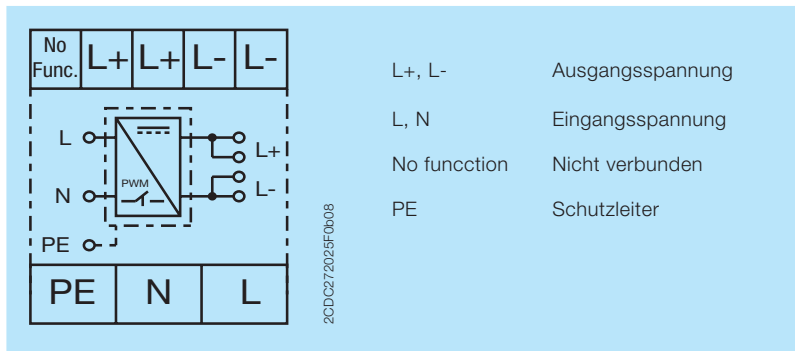 No
Func.
L+
L+
L-
L-
L
L+
PWM
N
L-
PE
PE
N
L
2CDC272025F0b08
L+, L- Ausgangsspannung
L, N Eingangsspannung
No funcction Nicht verbunden
PE Schutzleiter